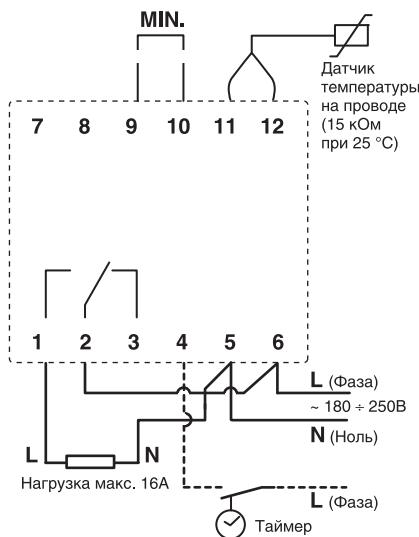 MIN.
Датчик
температуры
на проводе
(15 кОм
при 25 °C)
7 8 9 10 11 12
1 2 3 4 5 6
L (Фаза)
~ 180 ÷ 250В
N (Ноль)
L N
Нагрузка макс. 16А
L (Фаза)
Таймер